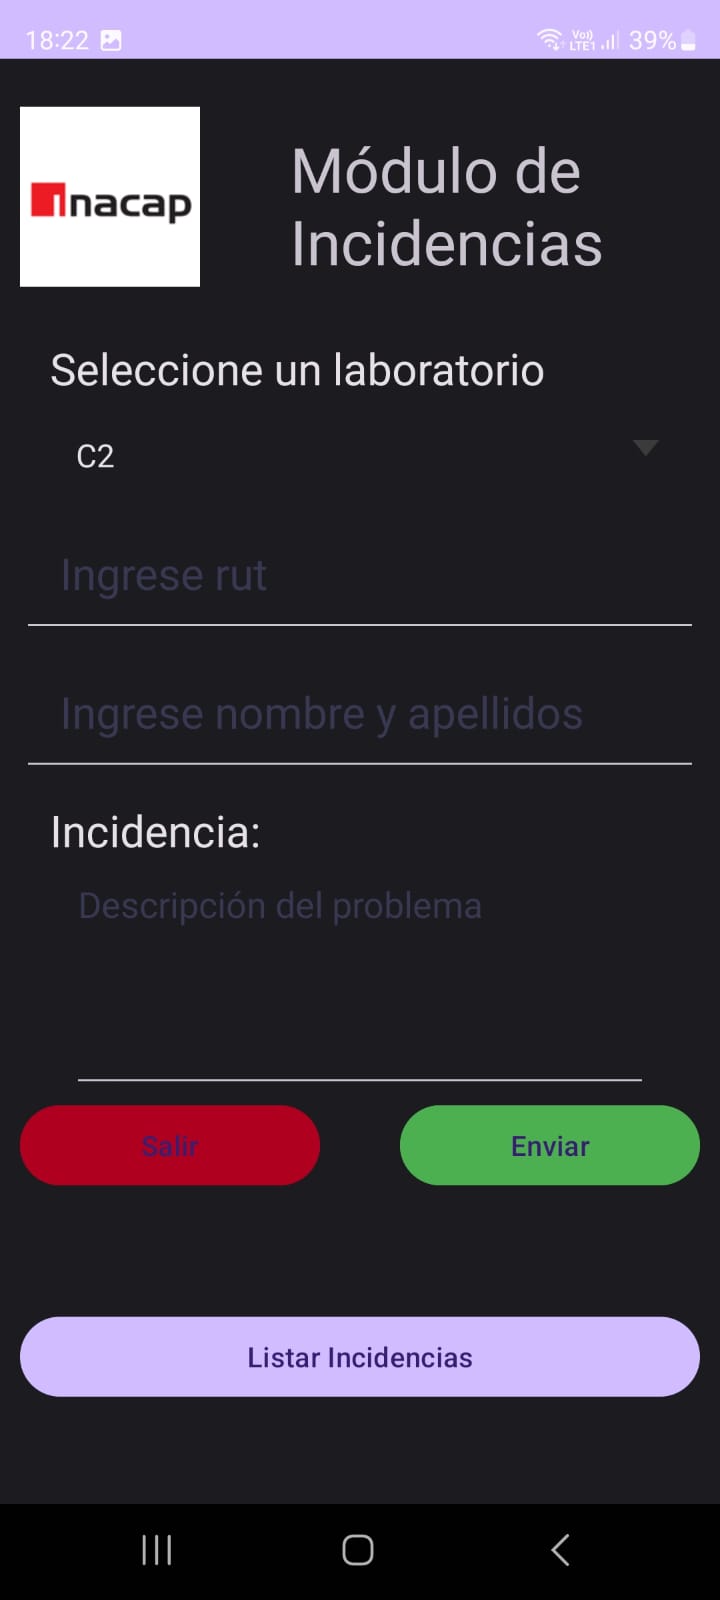 18:22
Vo))
LTE1
39%
Inacap
Módulo de
Incidencias
Seleccione un laboratorio
C2
Ingrese rut
Ingrese nombre y apellidos
Incidencia:
Descripción del problema
Salir
Enviar
Listar Incidencias